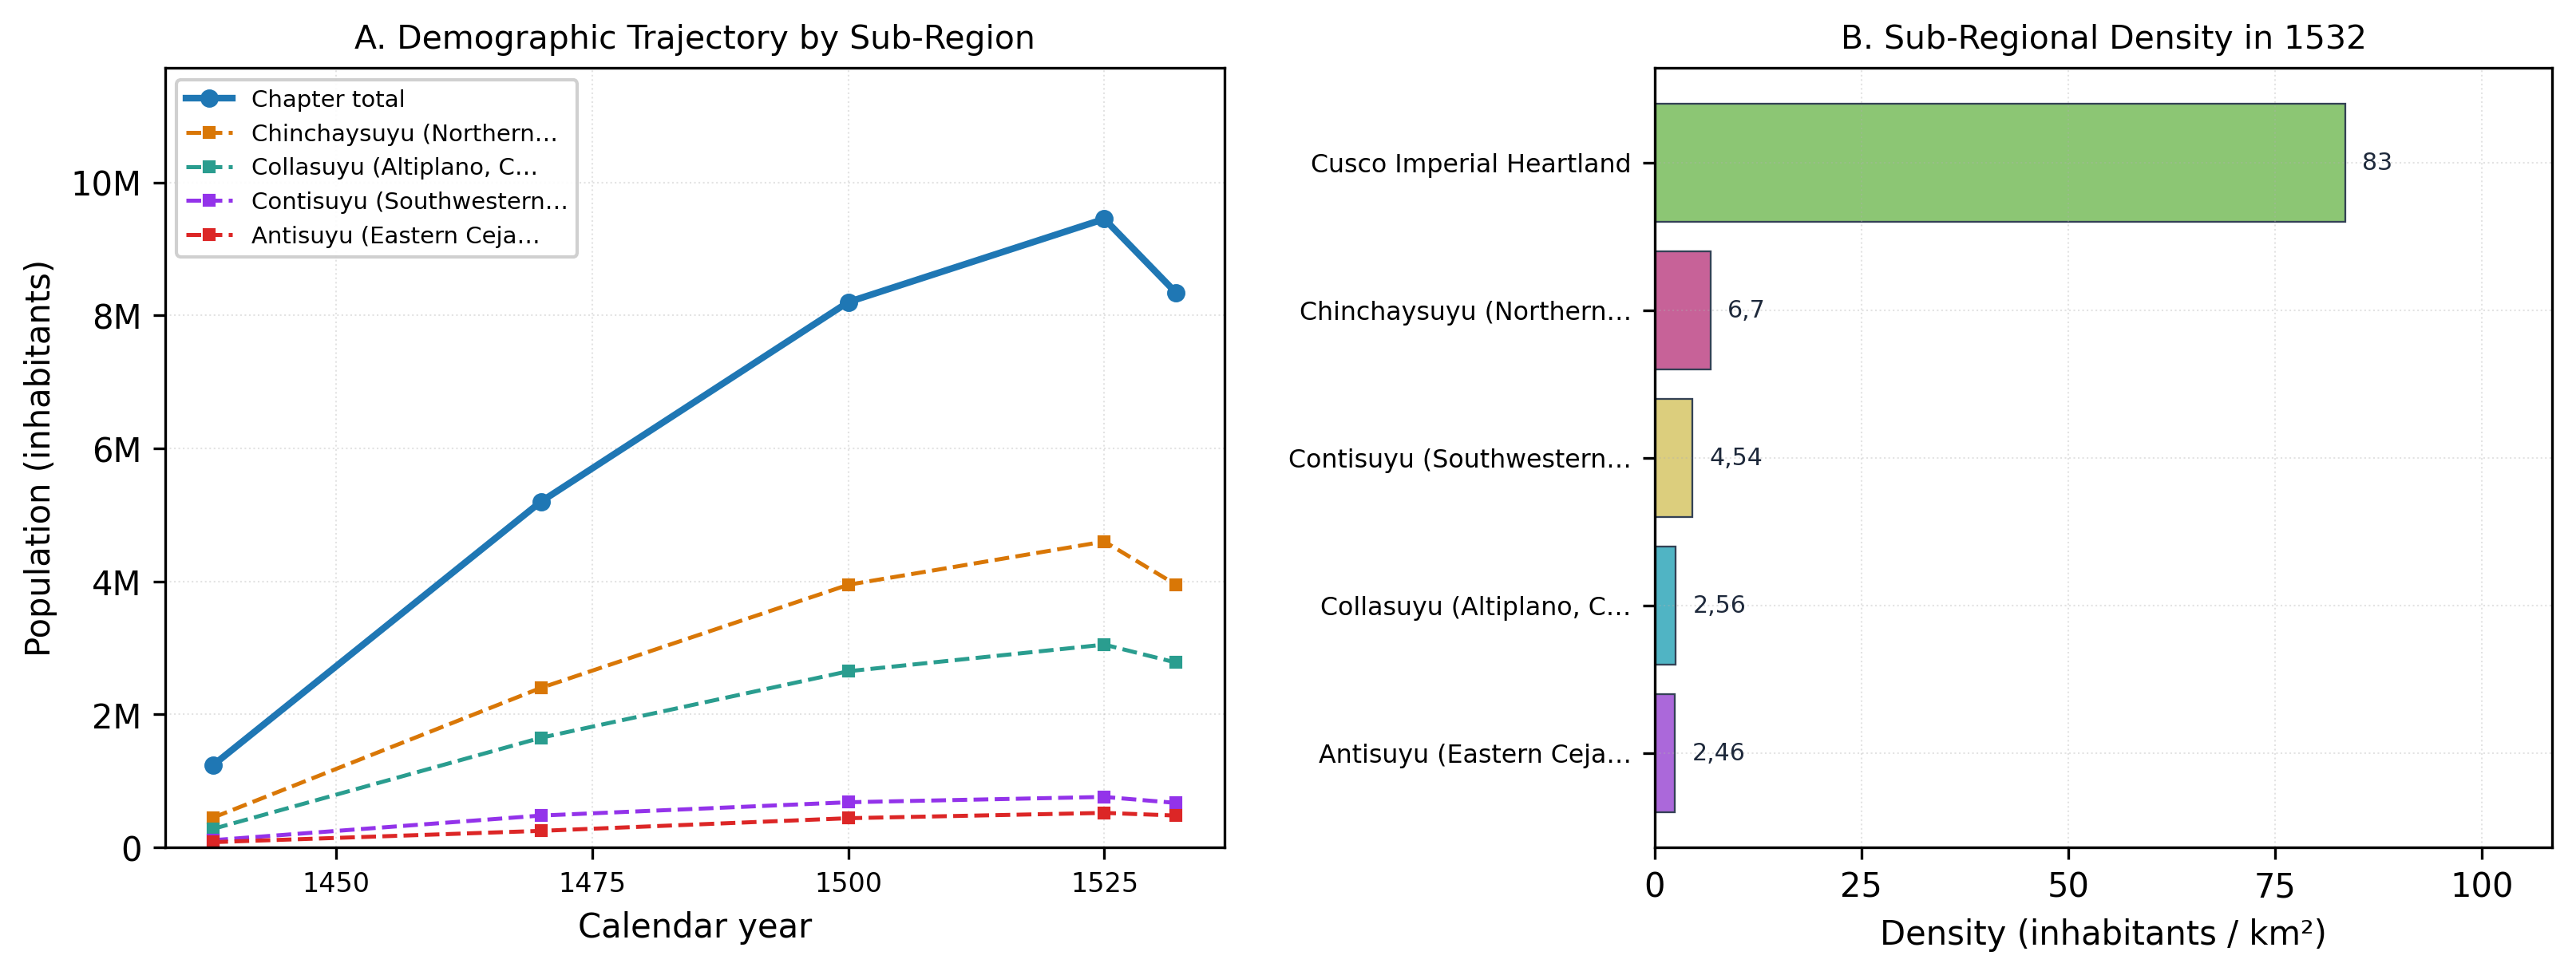 A. Demographic Trajectory by Sub-Region
Chapter total
Chinchaysuyu (Northern…
Collasuyu (Altiplano, C…
Contisuyu (Southwestern…
Antisuyu (Eastern Ceja…
Population (inhabitants)
10M
8M
6M
4M
2M
0
1450
1475
1500
1525
Calendar year
B. Sub-Regional Density in 1532
Cusco Imperial Heartland
83
Chinchaysuyu (Northern…
6,7
Contisuyu (Southwestern…
4,54
Collasuyu (Altiplano, C…
2,56
Antisuyu (Eastern Ceja…
2,46
0
25
50
75
100
Density (inhabitants / km²)